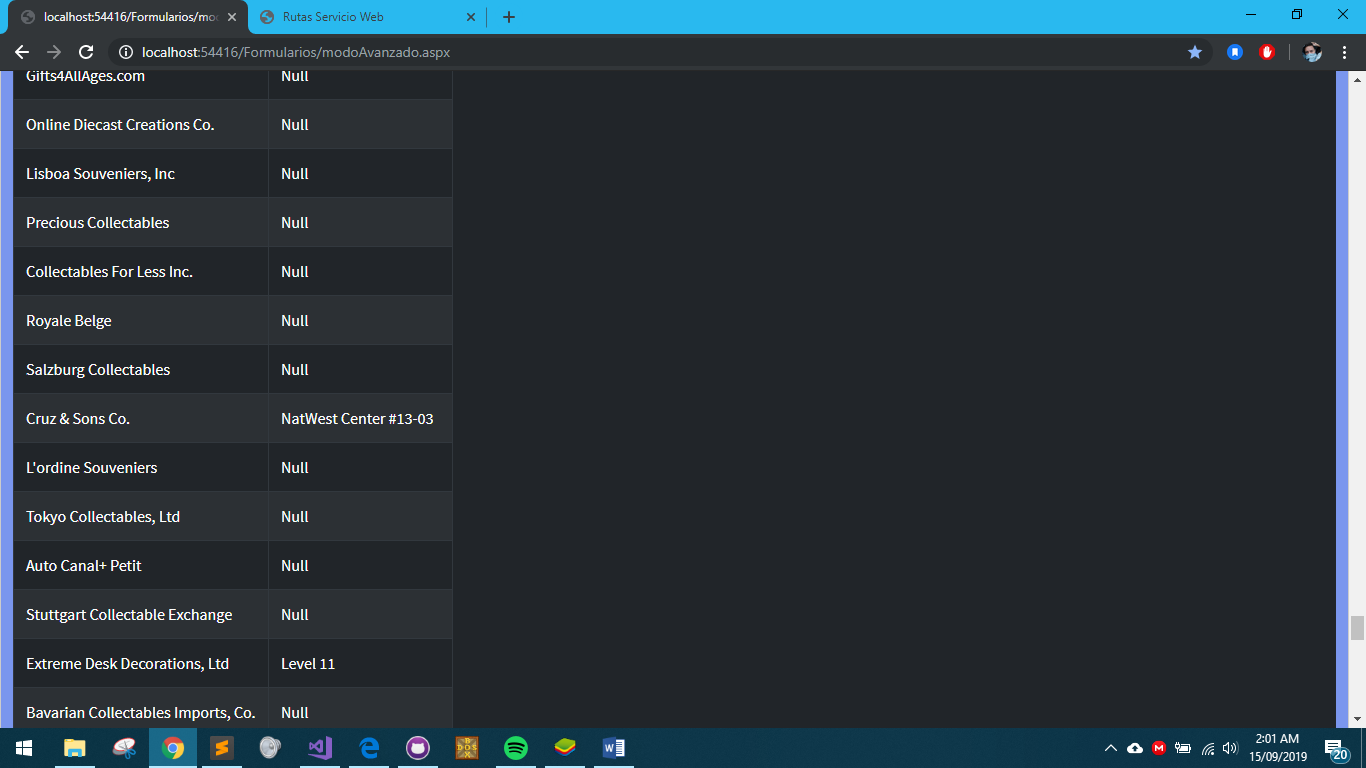 localhost:54416/Formularios/mod
Rutas Servicio Web
localhost:54416/Formularios/modoAvanzado.aspx
Gifts4AllAges.com Null
Online Diecast Creations Co. Null
Lisboa Souveniers, Inc Null
Precious Collectables Null
Collectables For Less Inc. Null
Royale Belge Null
Salzburg Collectables Null
Cruz & Sons Co. NatWest Center #13-03
L'ordine Souveniers Null
Tokyo Collectables, Ltd Null
Auto Canal+ Petit Null
Stuttgart Collectable Exchange Null
Extreme Desk Decorations, Ltd Level 11
Bavarian Collectables Imports, Co. Null
2:01 AM
15/09/2019
20